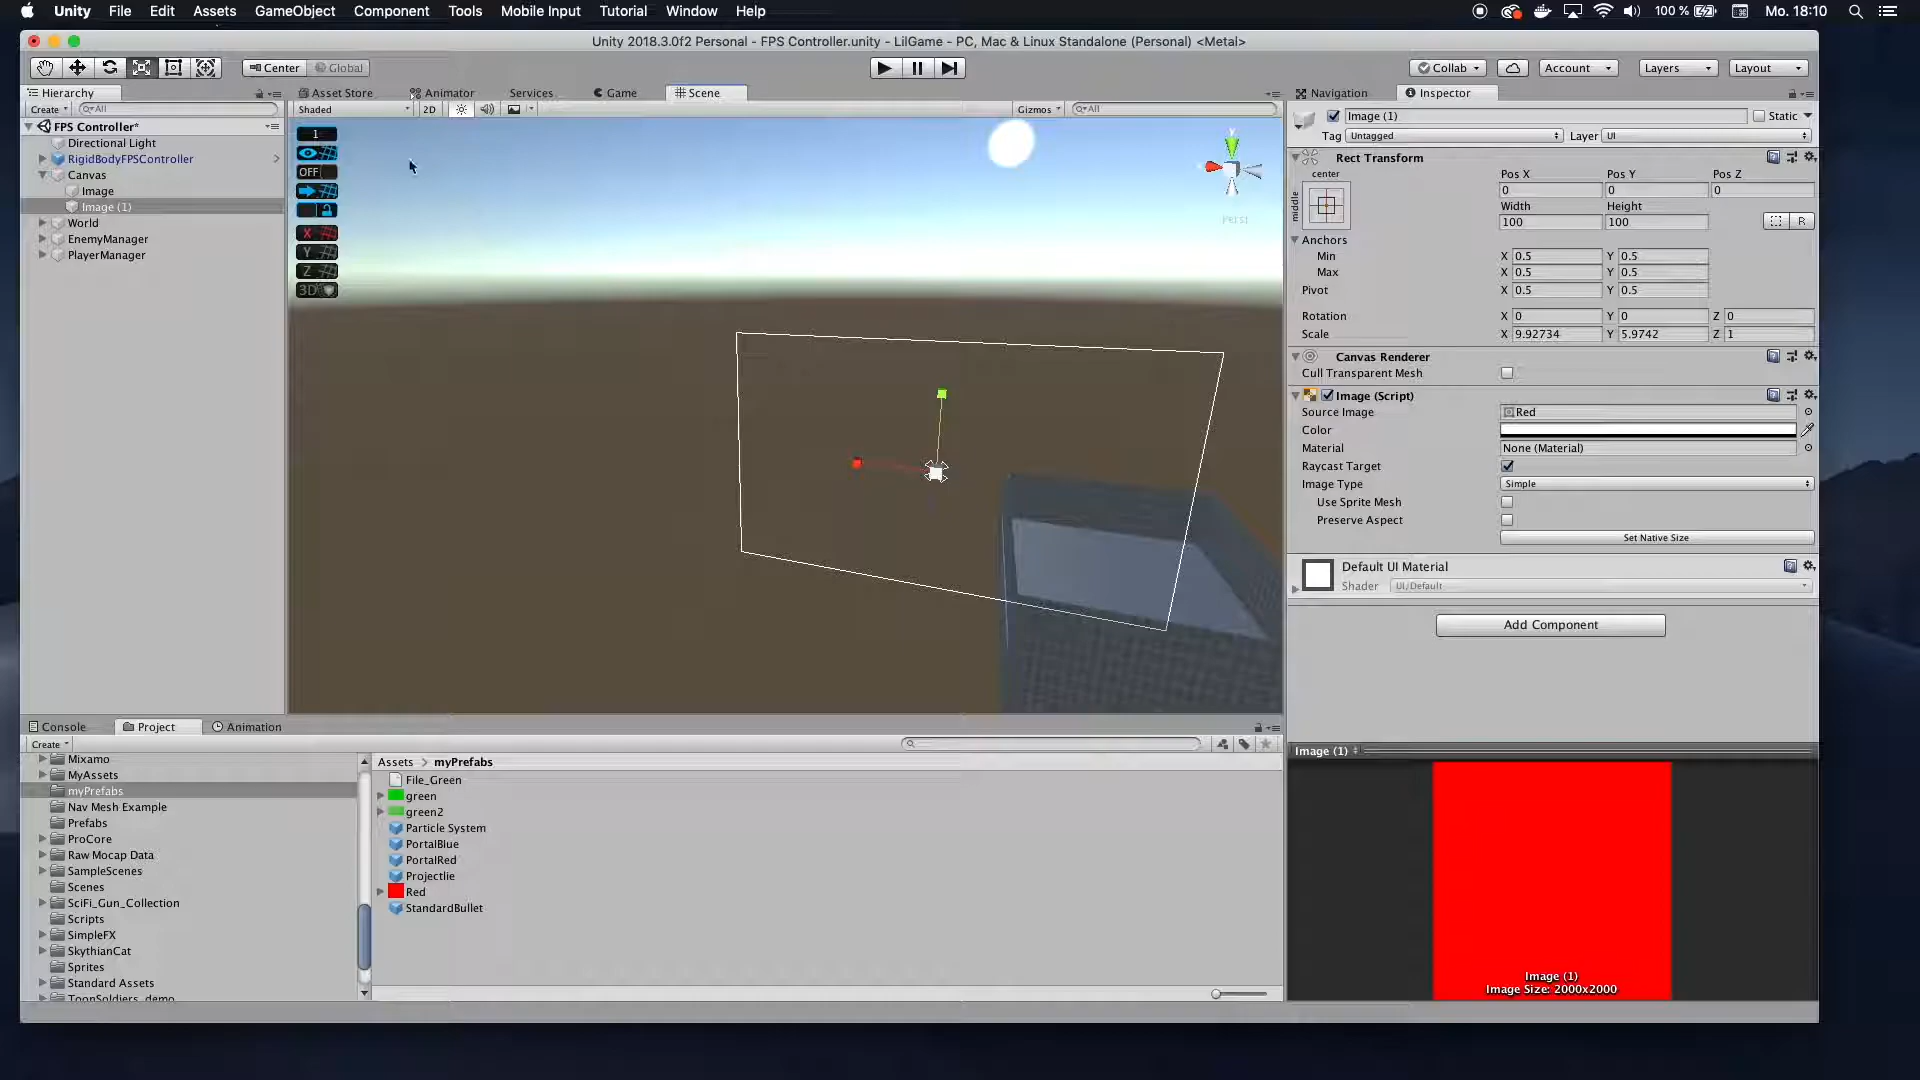 Unity File Edit Assets GameObject Component Tools Mobile Input Tutorial Window Help 100 % Mo. 18:10
Unity 2018.3.0f2 Personal - FPS Controller.unity - LilGame - PC, Mac & Linux Standalone (Personal) <Metal>
Center Global Collab Account Layers Layout
Hierarchy Asset Store Animator Services Game Scene Navigation Inspector
Create All Shaded 2D Gizmos All
FPS Controller*
Directional Light
RigidBodyFPSController
Canvas
Image
Image (1)
World
EnemyManager
PlayerManager
1
OFF
X
Y
Z
3D
y
Persp
Image (1) Static
Tag Untagged Layer UI
Rect Transform
center
middle
Pos X Pos Y Pos Z
0 0 0
Width Height
100 100 R
Anchors
Min X 0.5 Y 0.5
Max X 0.5 Y 0.5
Pivot X 0.5 Y 0.5
Rotation X 0 Y 0 Z 0
Scale X 9.92734 Y 5.9742 Z 1
Canvas Renderer
Cull Transparent Mesh
Image (Script)
Source Image Red
Color
Material None (Material)
Raycast Target
Image Type Simple
Use Sprite Mesh
Preserve Aspect
Set Native Size
Default UI Material
Shader UI/Default
Add Component
Console Project Animation
Create
Mixamo
MyAssets
myPrefabs
Nav Mesh Example
Prefabs
ProCore
Raw Mocap Data
SampleScenes
Scenes
SciFi_Gun_Collection
Scripts
SimpleFX
SkythianCat
Sprites
Standard Assets
ToonSoldiers_demo
Assets > myPrefabs
File_Green
green
green2
Particle System
PortalBlue
PortalRed
Projectlie
Red
StandardBullet
Image (1)
Image (1)
Image Size: 2000x2000